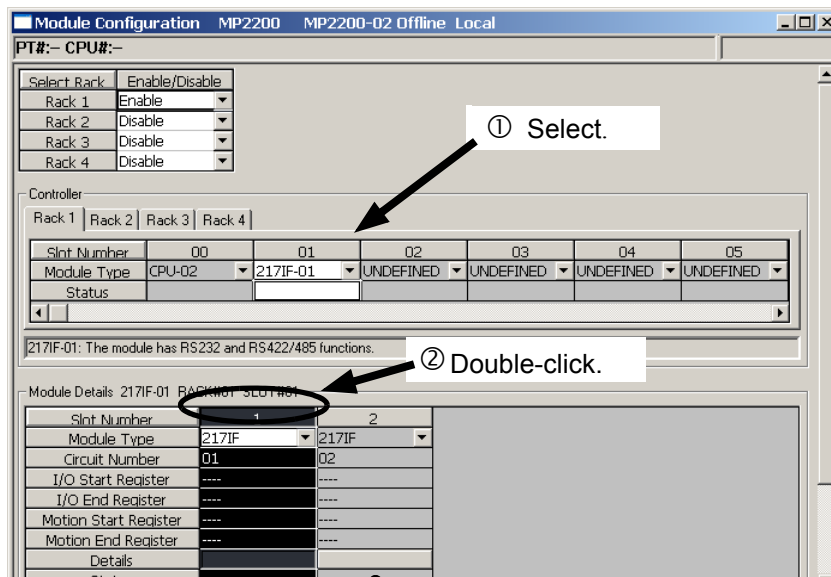 Module Configuration MP2200 MP2200-02 Offline Local
PT#:– CPU#:–
Select Rack Enable/Disable
Rack 1 Enable
Rack 2 Disable
Rack 3 Disable
Rack 4 Disable
① Select.
Controller
Rack 1 Rack 2 Rack 3 Rack 4
Slot Number 00 01 02 03 04 05
Module Type CPU-02 217IF-01 UNDEFINED UNDEFINED UNDEFINED UNDEFINED
Status
217IF-01: The module has RS232 and RS422/485 functions.
② Double-click.
Module Details 217IF-01 RACK#01 SLOT#01
Slot Number 1 2
Module Type 217IF 217IF
Circuit Number 01 02
I/O Start Register ---- ----
I/O End Register ---- ----
Motion Start Register ---- ----
Motion End Register ---- ----
Details